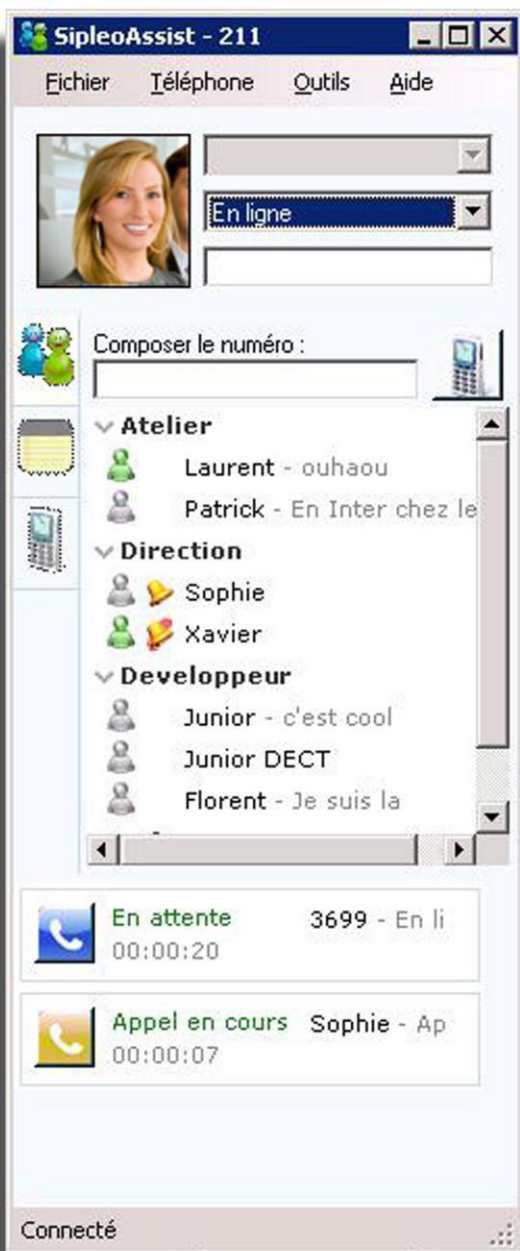 SipleoAssist - 211
Fichier Téléphone Outils Aide
En ligne
Composer le numéro :
Atelier
Laurent - ouhaou
Patrick - En Inter chez le
Direction
Sophie
Xavier
Developpeur
Junior - c'est cool
Junior DECT
Florent - Je suis la
En attente 3699 - En li
00:00:20
Appel en cours Sophie - Ap
00:00:07
Connecté